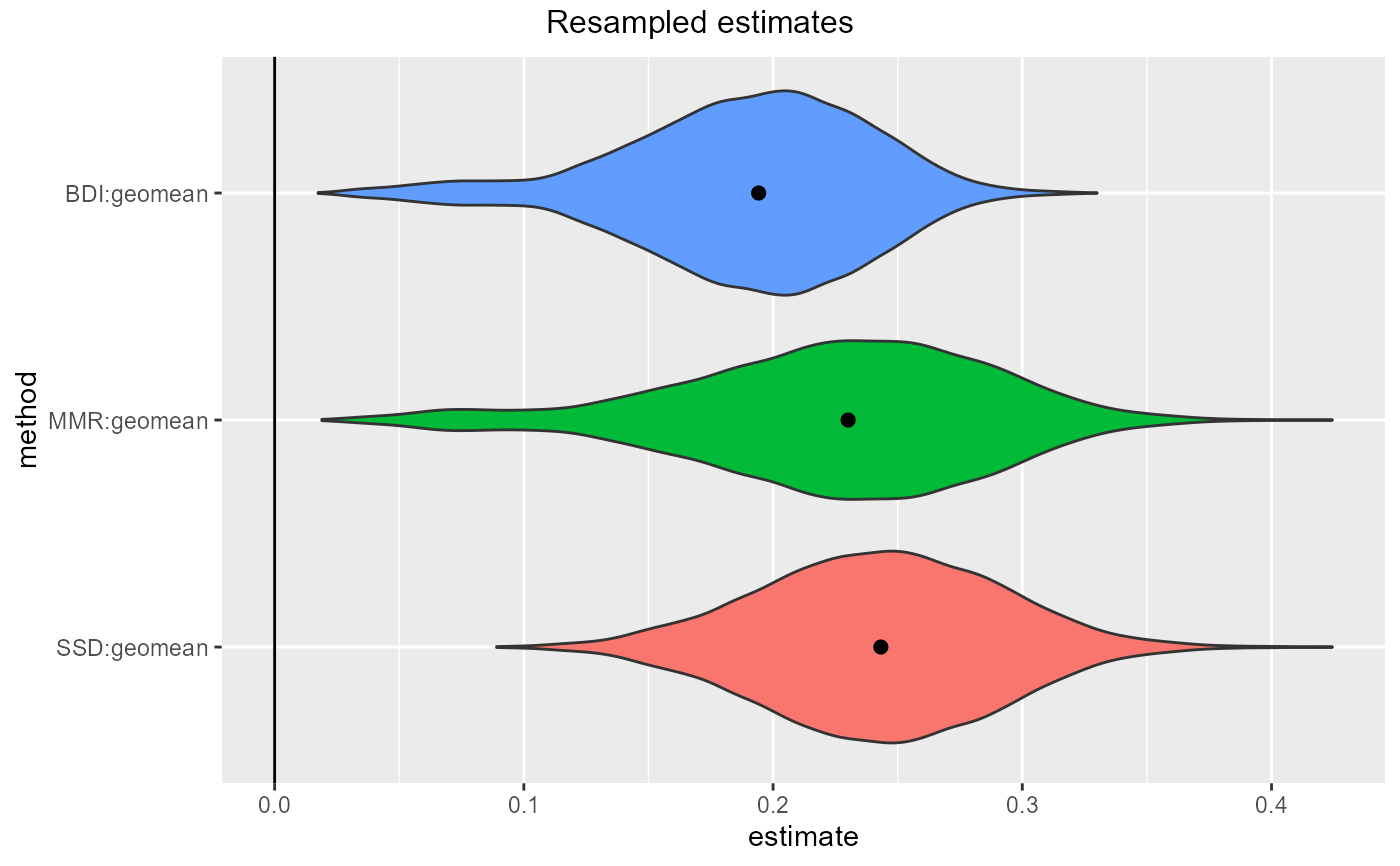 Resampled estimates
method
BDI:geomean
MMR:geomean
SSD:geomean
0.0 0.1 0.2 0.3 0.4
estimate